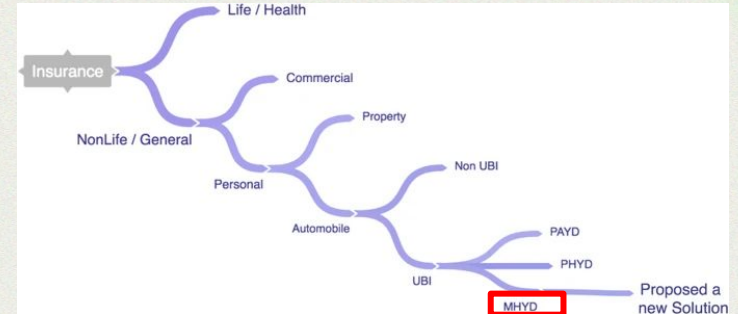 Life / Health
Insurance
Commercial
NonLife / General
Property
Personal
Non UBI
Automobile
PAYD
PHYD
UBI
MHYD
Proposed a
new Solution